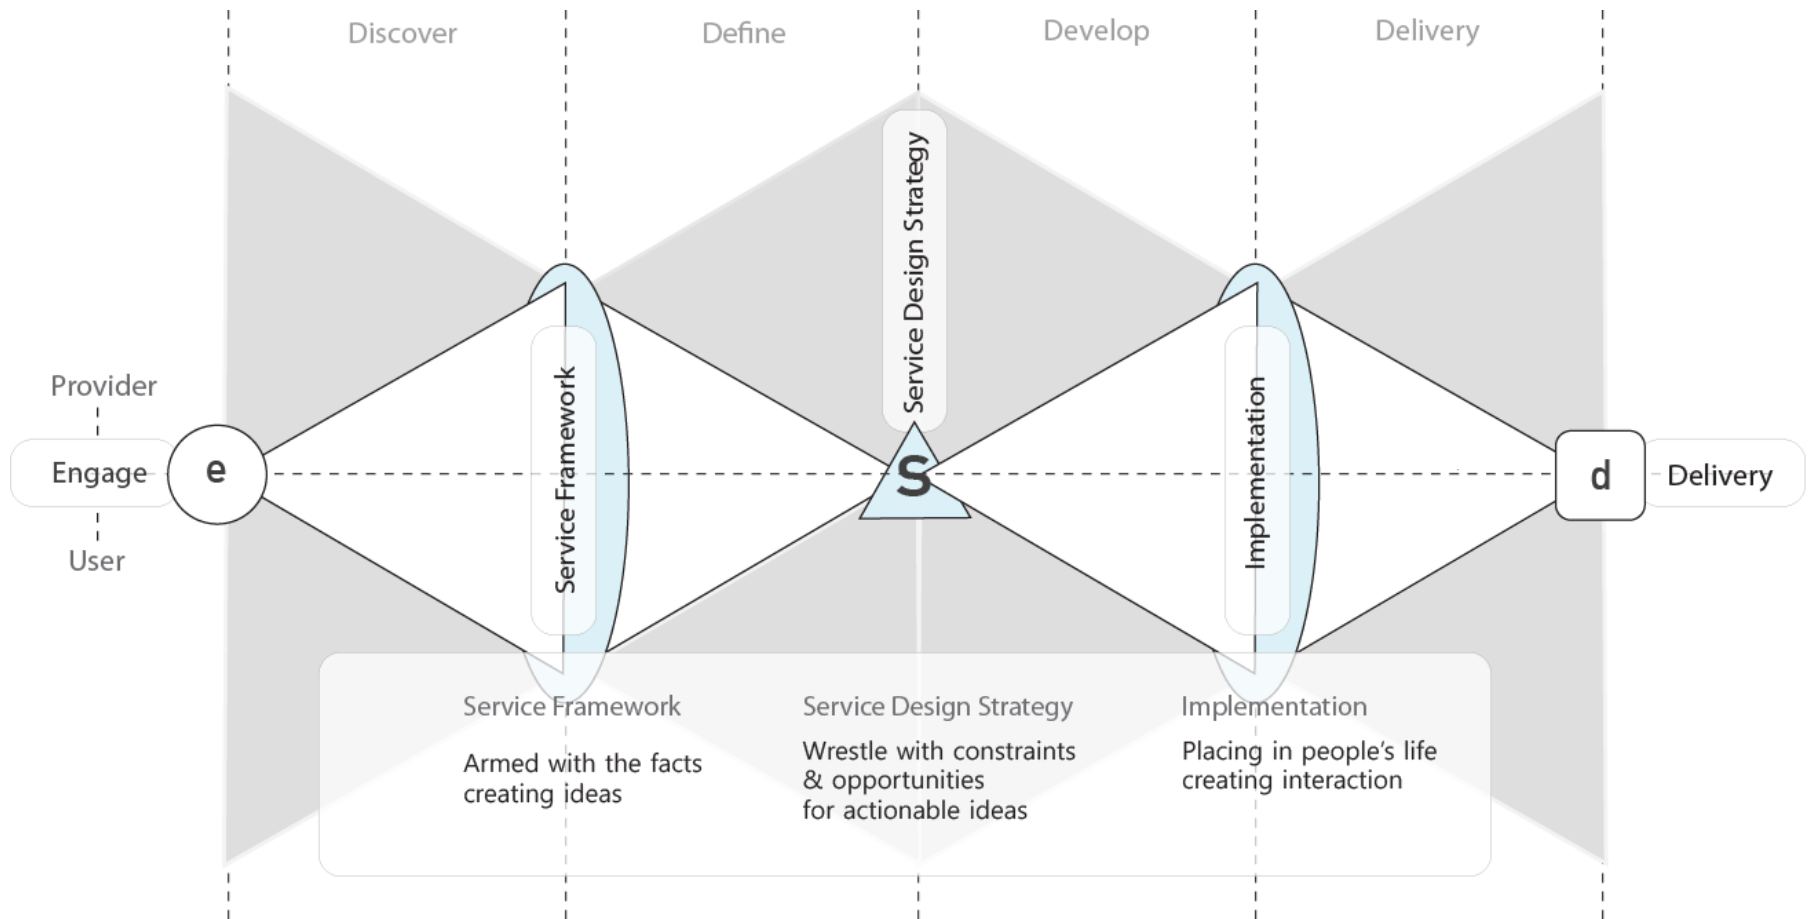 Discover
Define
Develop
Delivery
Service Design Strategy
Provider
Engage
User
e
Service Framework
S
Implementation
d
Delivery
Service Framework
Armed with the facts
creating ideas
Service Design Strategy
Wrestle with constraints
& opportunities
for actionable ideas
Implementation
Placing in people's life
creating interaction